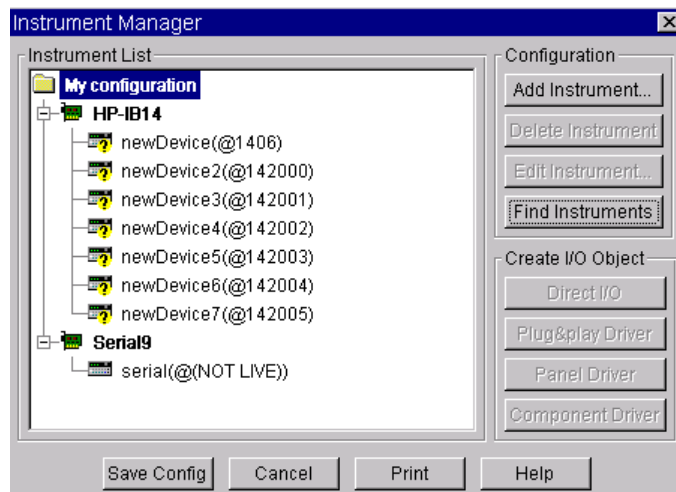 Instrument Manager
Instrument List
My configuration
HP-IB14
newDevice(@1406)
newDevice2(@142000)
newDevice3(@142001)
newDevice4(@142002)
newDevice5(@142003)
newDevice6(@142004)
newDevice7(@142005)
Serial9
serial(@(NOT LIVE))
Configuration
Add Instrument...
Delete Instrument
Edit Instrument...
Find Instruments
Create I/O Object
Direct I/O
Plug&play Driver
Panel Driver
Component Driver
Save Config
Cancel
Print
Help